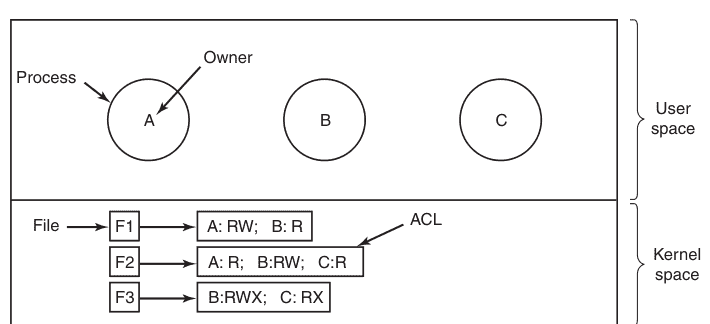 Owner
Process
A
B
C
User
space
File
F1
A: RW; B: R
ACL
F2
A: R; B:RW; C:R
F3
B:RWX; C: RX
Kernel
space